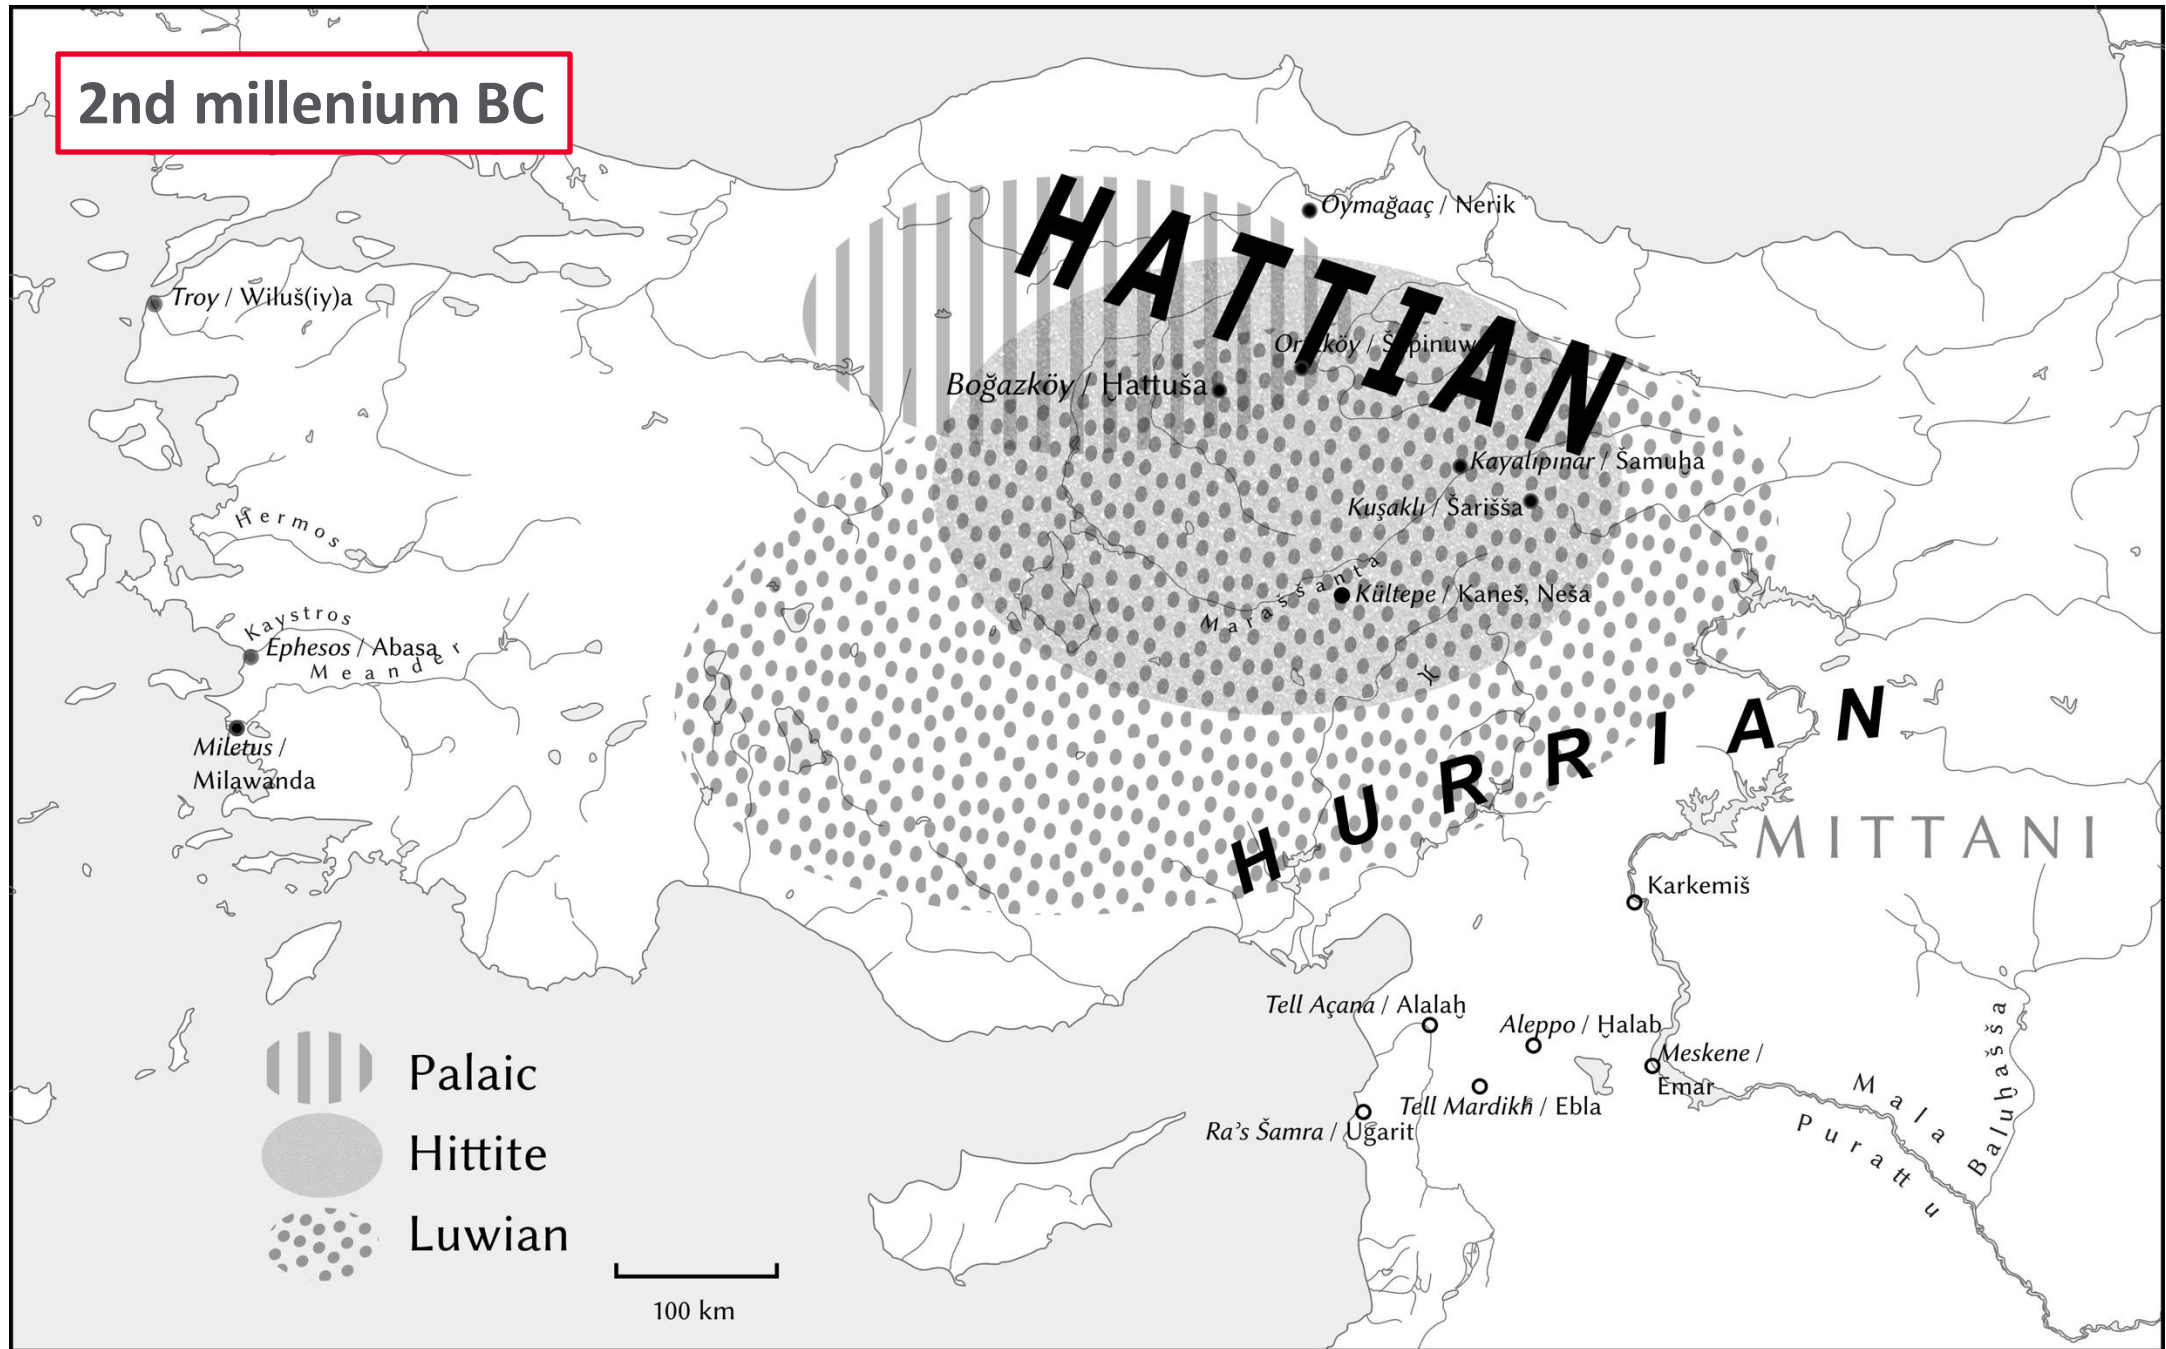 2nd millenium BC
HATTIAN
Oymağaaç / Nerik
Troy / Wiluš(iy)a
Boğazköy / Ḫattuša
Kayalıpınar / Šamuḫa
Kuşaklı / Šarišša
Hermos
Maraššanta
Kültepe / Kaneš, Neša
Kaystros
Ephesos / Abasa
Meander
Miletus /
Milawanda
HURRIAN
MITTANI
Karkemiš
Tell Açana / Alalaḫ
Aleppo / Ḫalab
Meskene /
Emar
Tell Mardikh / Ebla
Ra’s Šamra / Ugarit
Mala
Purattu
Baluḫašša
Palaic
Hittite
Luwian
100 km